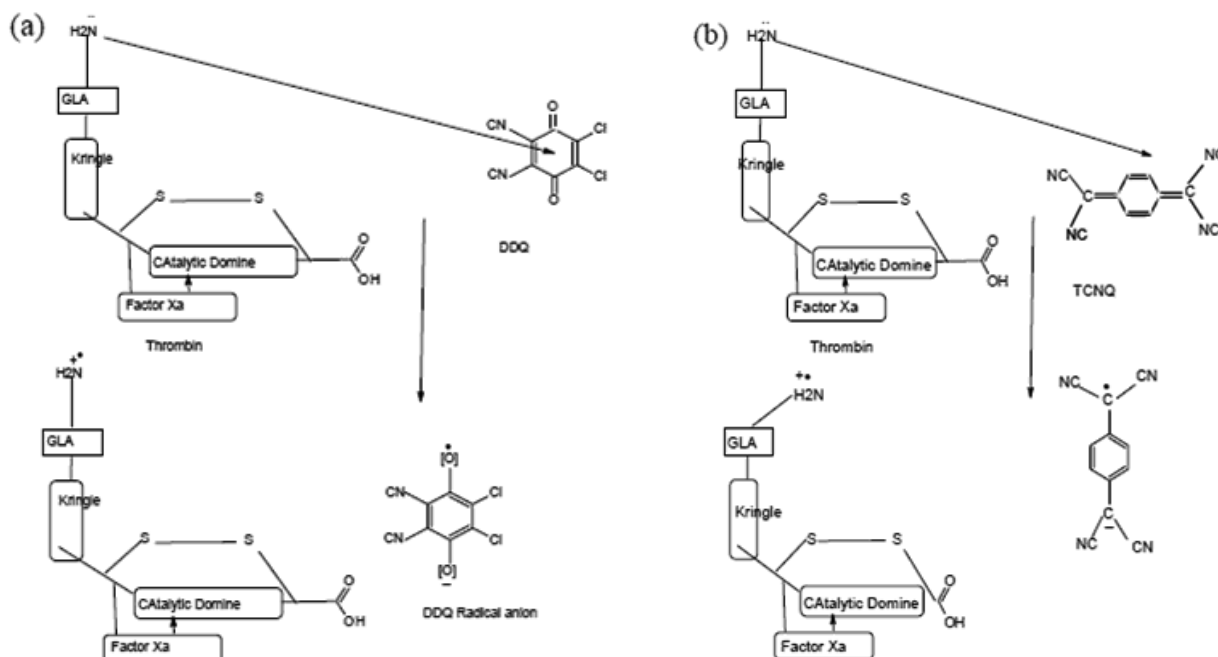 (a)
H2N
GLA
Kringle
S
S
CAtalytic Domine
O
OH
Factor Xa
Thrombin
O
CN
Cl
CN
Cl
O
DDQ
+•
H2N
GLA
Kringle
S
S
CAtalytic Domine
O
OH
Factor Xa
•
[O]
CN
Cl
CN
Cl
[O]
–
DDQ Radical anion
(b)
H2N
GLA
Kringle
S
S
CAtalytic Domine
O
OH
Factor Xa
Thrombin
NC
NC
C
C
NC
NC
TCNQ
+•
H2N
GLA
Kringle
S
S
CAtalytic Domine
O
OH
Factor Xa
NC
CN
•
C
C
–
NC
CN